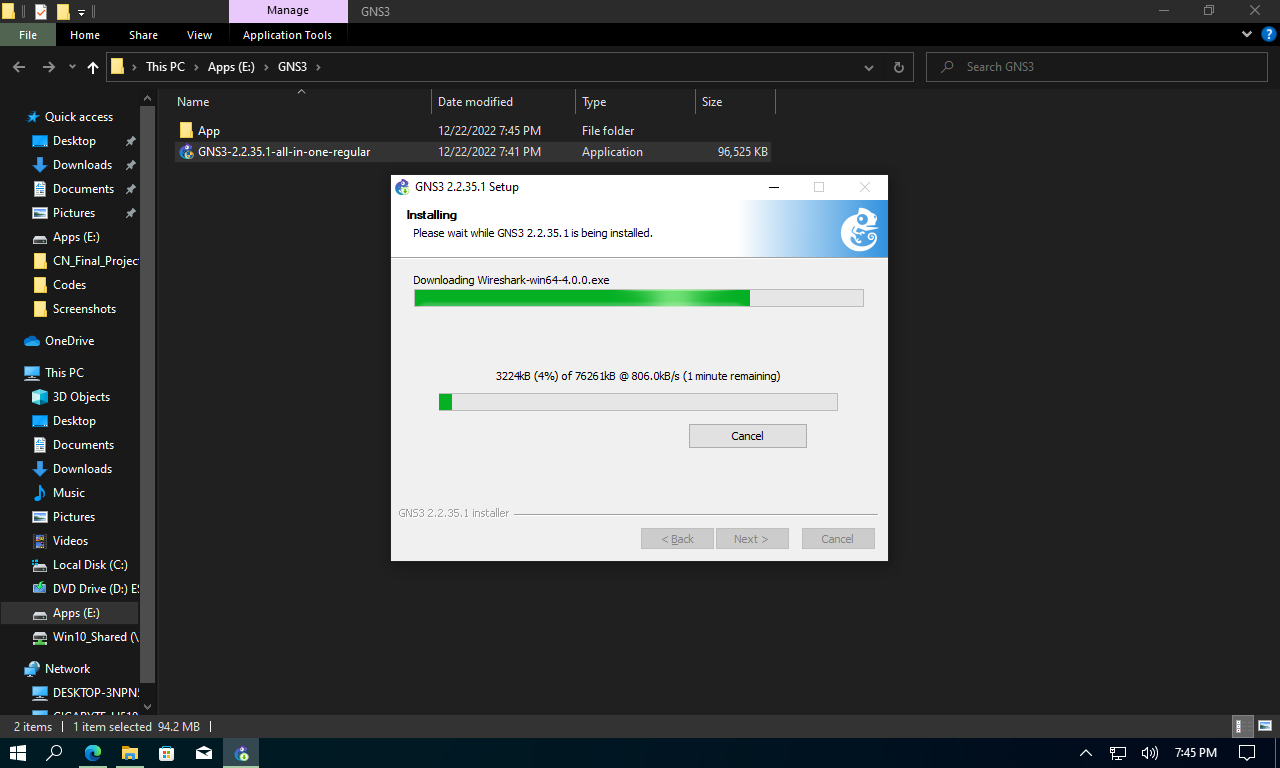 Manage
GNS3
File
Home
Share
View
Application Tools
?
This PC
Apps (E:)
GNS3
Search GNS3
Name
Date modified
Type
Size
App
12/22/2022 7:45 PM
File folder
GNS3-2.2.35.1-all-in-one-regular
12/22/2022 7:41 PM
Application
96,525 KB
Quick access
Desktop
Downloads
Documents
Pictures
Apps (E:)
CN_Final_Projec
Codes
Screenshots
OneDrive
This PC
3D Objects
Desktop
Documents
Downloads
Music
Pictures
Videos
Local Disk (C:)
DVD Drive (D:) ES
Apps (E:)
Win10_Shared (\
Network
DESKTOP-3NPN5
GNS3 2.2.35.1 Setup
Installing
Please wait while GNS3 2.2.35.1 is being installed.
Downloading Wireshark-win64-4.0.0.exe
3224kB (4%) of 76261kB @ 806.0kB/s (1 minute remaining)
Cancel
GNS3 2.2.35.1 installer
< Back
Next >
Cancel
2 items
1 item selected
94.2 MB
7:45 PM